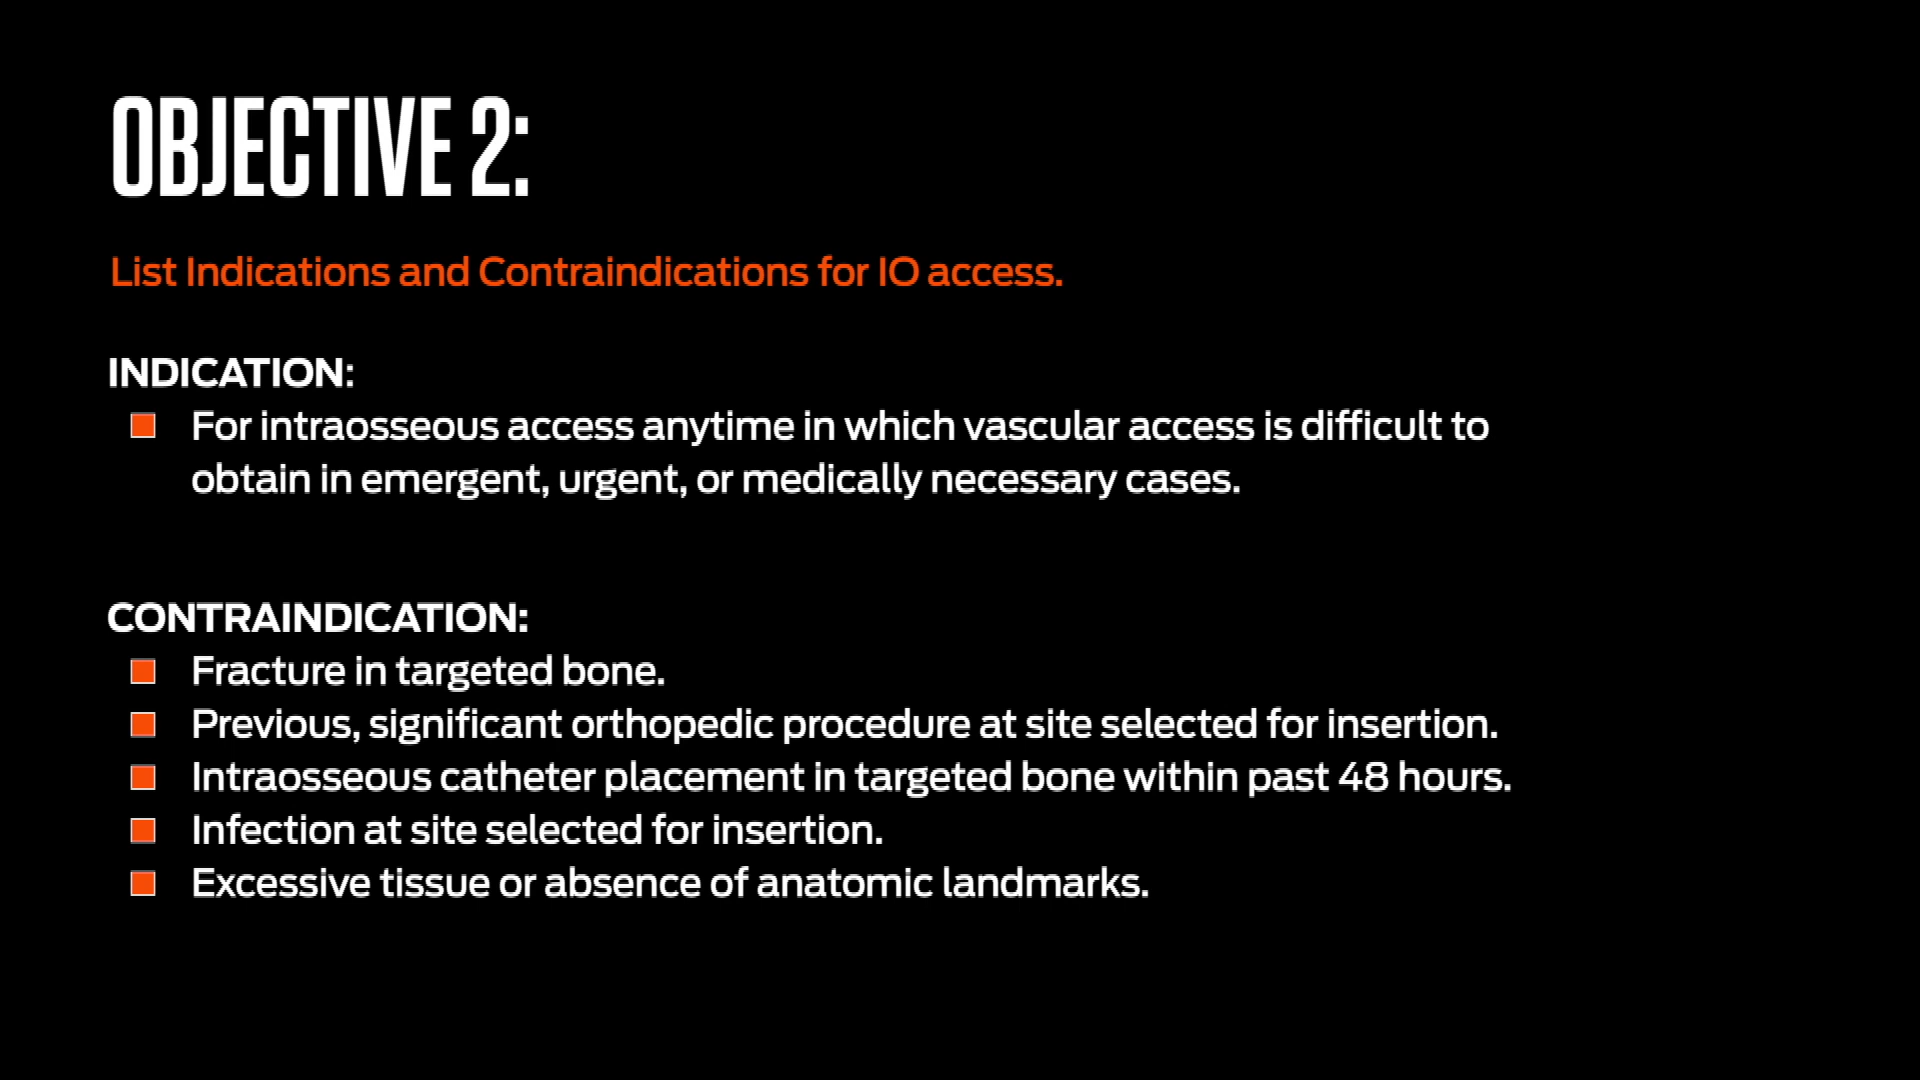 OBJECTIVE 2:
List Indications and Contraindications for IO access.
INDICATION:
For intraosseous access anytime in which vascular access is difficult to
obtain in emergent, urgent, or medically necessary cases.
CONTRAINDICATION:
Fracture in targeted bone.
Previous, significant orthopedic procedure at site selected for insertion.
Intraosseous catheter placement in targeted bone within past 48 hours.
Infection at site selected for insertion.
Excessive tissue or absence of anatomic landmarks.